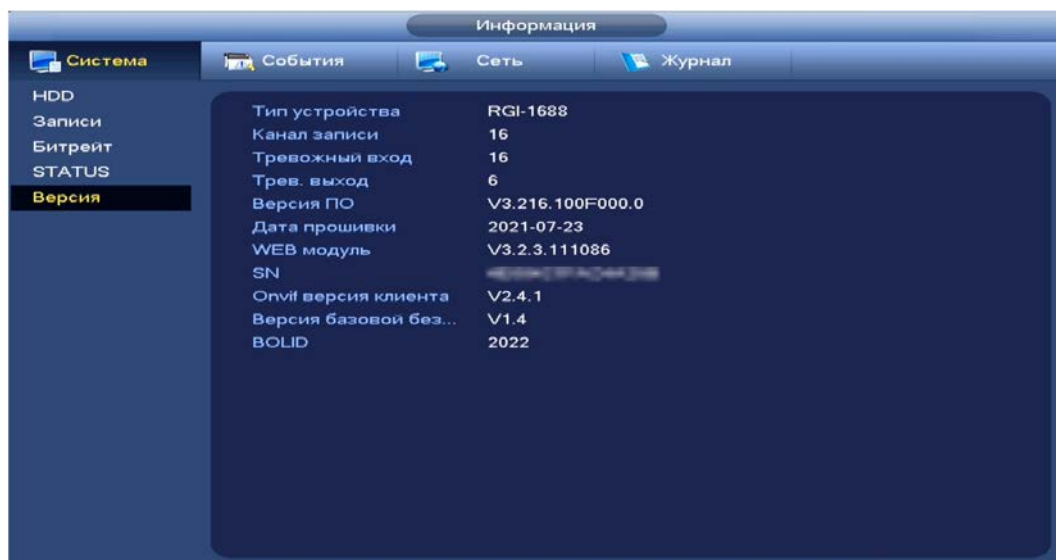 Информация
Система
События
Сеть
Журнал
HDD
Записи
Битрейт
STATUS
Версия
Тип устройства RGI-1688
Канал записи 16
Тревожный вход 16
Трев. выход 6
Версия ПО V3.216.100F000.0
Дата прошивки 2021-07-23
WEB модуль V3.2.3.111086
SN
Onvif версия клиента V2.4.1
Версия базовой без... V1.4
BOLID 2022